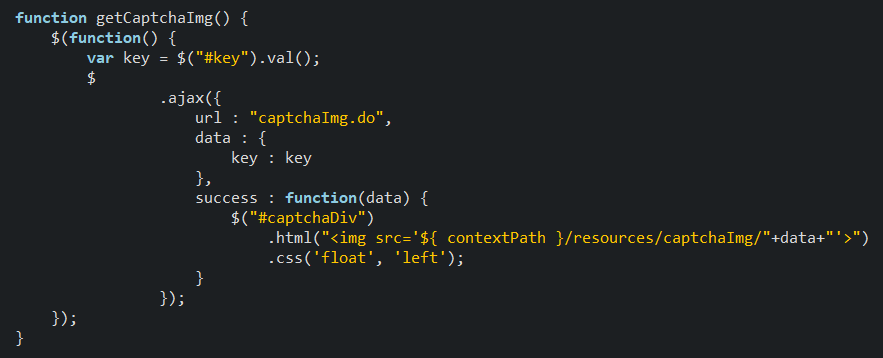 function getCaptchaImg() {
    $(function() {
        var key = $("#key").val();
        $
                .ajax({
                    url : "captchaImg.do",
                    data : {
                        key : key
                    },
                    success : function(data) {
                        $("#captchaDiv")
                            .html("<img src='${ contextPath }/resources/captchaImg/"+data+"'>")
                            .css('float', 'left');
                    }
                });
    });
}